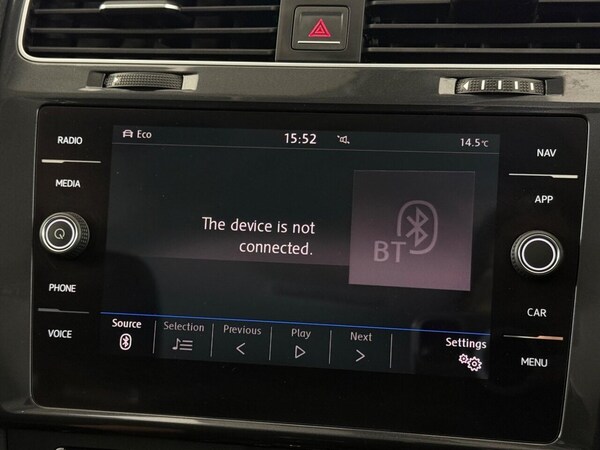 RADIO
MEDIA
PHONE
VOICE
Eco
15:52
14.5°C
The device is not
connected.
BT
Source
Selection
Previous
Play
Next
Settings
NAV
APP
CAR
MENU